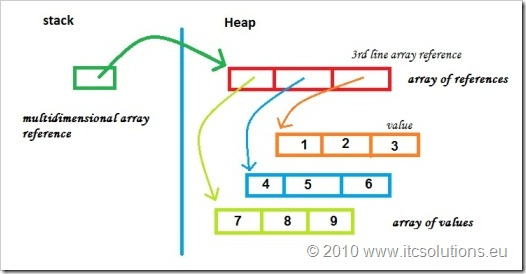 stack
Heap
3rd line array reference
array of references
multidimensional array
reference
value
1 2 3
4 5 6
7 8 9
array of values
© 2010 www.itcsolutions.eu